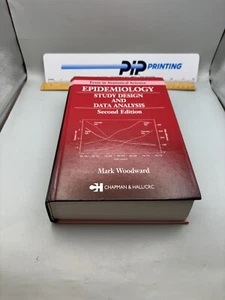 PIP PRINTING
Texts in Statistical Science
EPIDEMIOLOGY
STUDY DESIGN
AND
DATA ANALYSIS
Second Edition
Mark Woodward
CHAPMAN & HALL/CRC